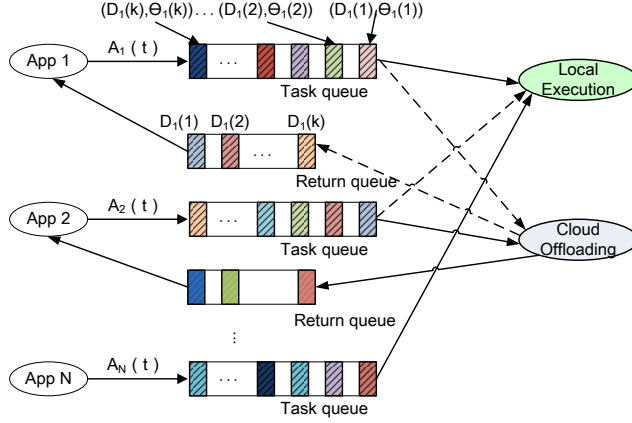 (D₁(k),ϴ₁(k))... (D₁(2),ϴ₁(2)) (D₁(1),ϴ₁(1))
App 1 A₁ ( t ) ... Local
Execution
Task queue
D₁(1) D₁(2) D₁(k)
...
Return queue
App 2 A₂ ( t ) ... Cloud
Offloading
Task queue
...
Return queue
...
App N A_N ( t ) ...
Task queue